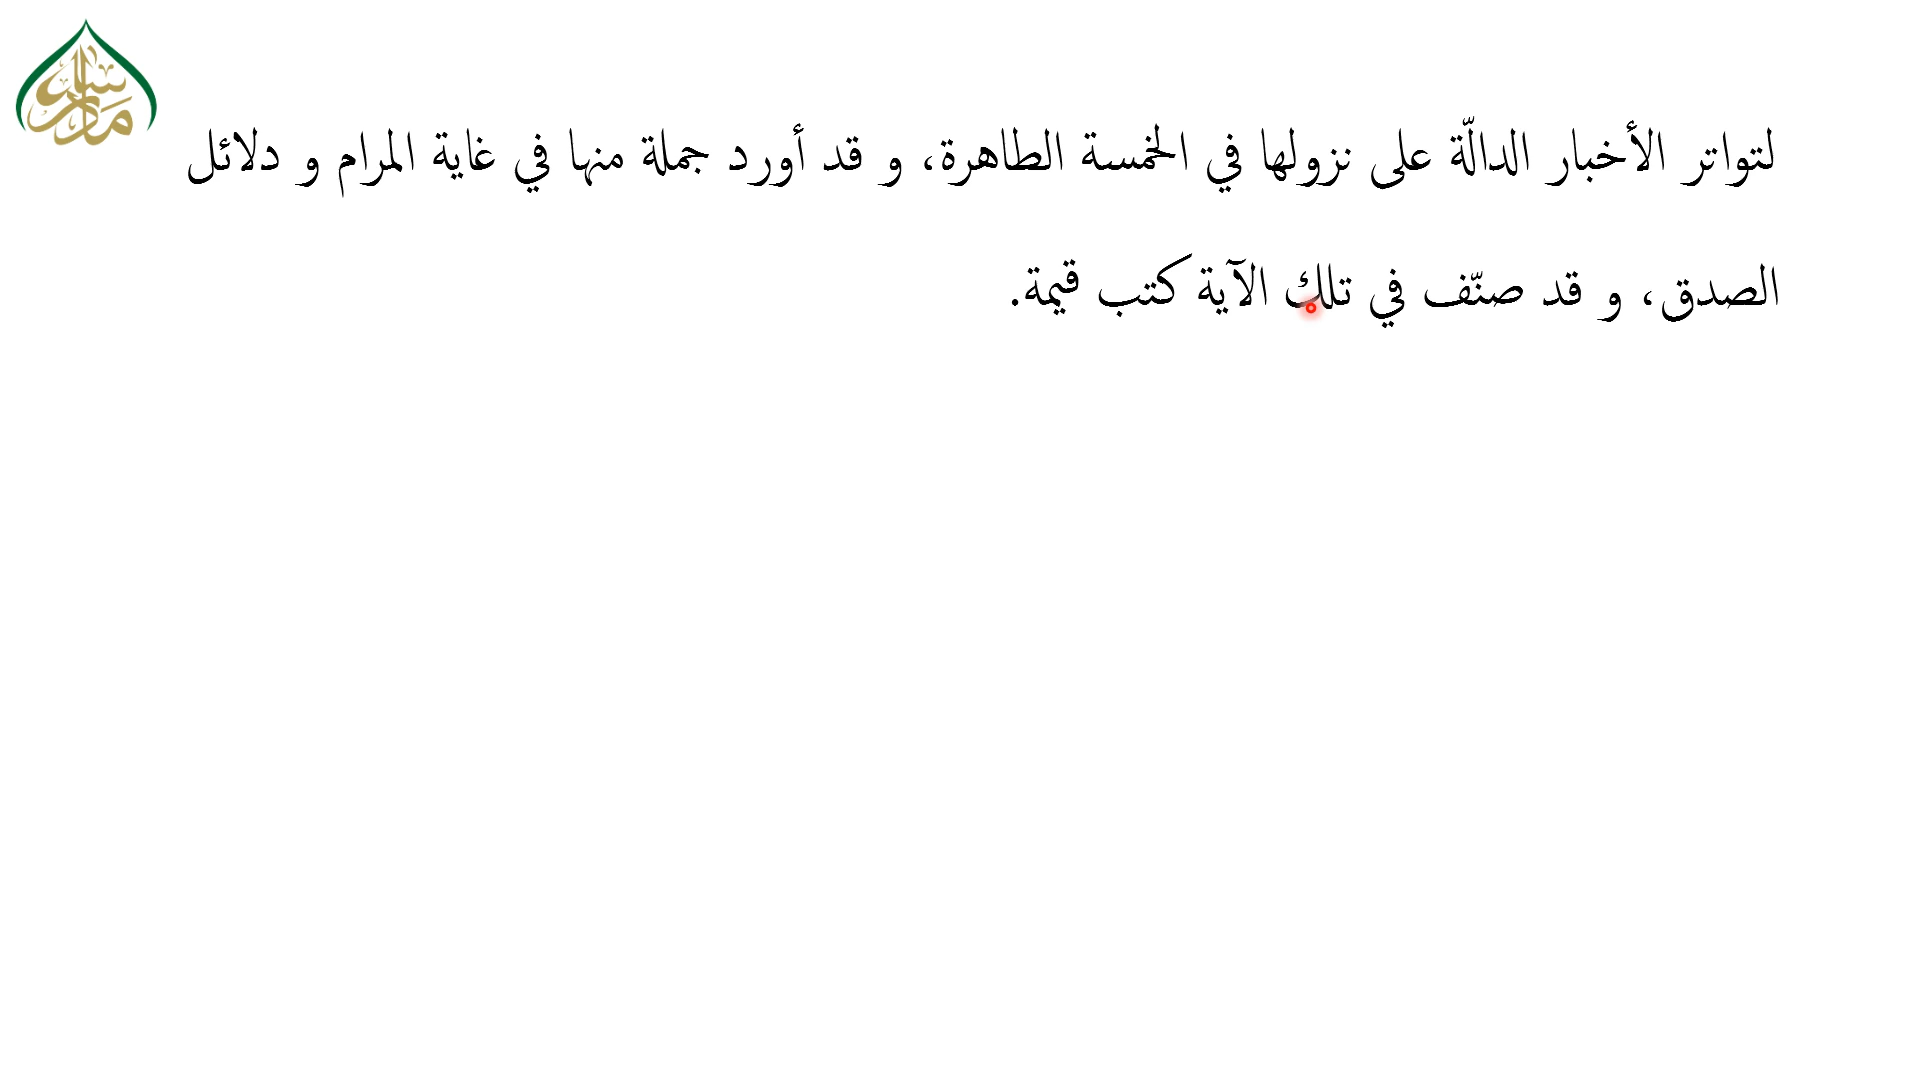 لتواتر الأخبار الدالّة على نزولها في الخمسة الطاهرة، و قد أورد جملة منها في غاية المرام و دلائل
الصدق، و قد صنّف في تلك الآية كتب قيمة.